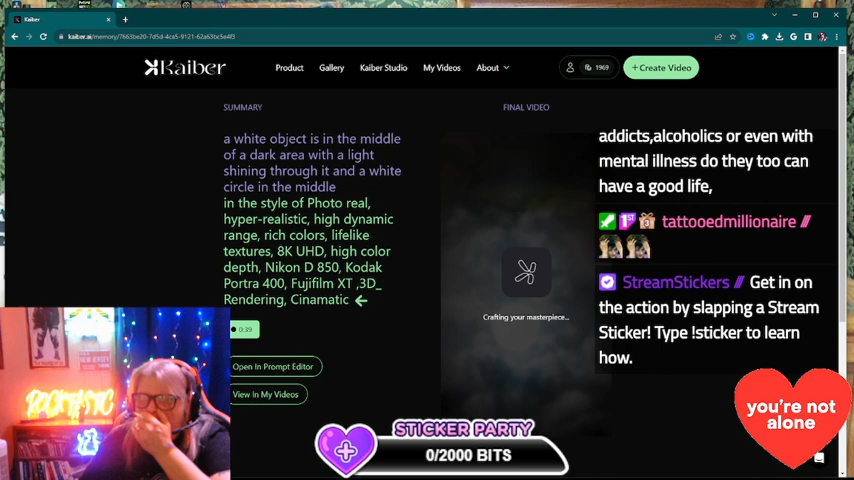 Kaiber
kaiber.ai/memory/7663be20-7d5d-4ca5-9121-62a63bc5e4f3
Kaiber
Product
Gallery
Kaiber Studio
My Videos
About
1969
+Create Video
SUMMARY
FINAL VIDEO
a white object is in the middle
of a dark area with a light
shining through it and a white
circle in the middle
in the style of Photo real,
hyper-realistic, high dynamic
range, rich colors, lifelike
textures, 8K UHD, high color
depth, Nikon D 850, Kodak
Portra 400, Fujifilm XT ,3D_
Rendering, Cinamatic
0:39
Open In Prompt Editor
View In My Videos
Crafting your masterpiece...
addicts,alcoholics or even with
mental illness do they too can
have a good life,
tattooedmillionaire //
StreamStickers // Get in on
the action by slapping a Stream
Sticker! Type !sticker to learn
how.
you're not
alone
ROCKTASTIC
STICKER PARTY
0/2000 BITS